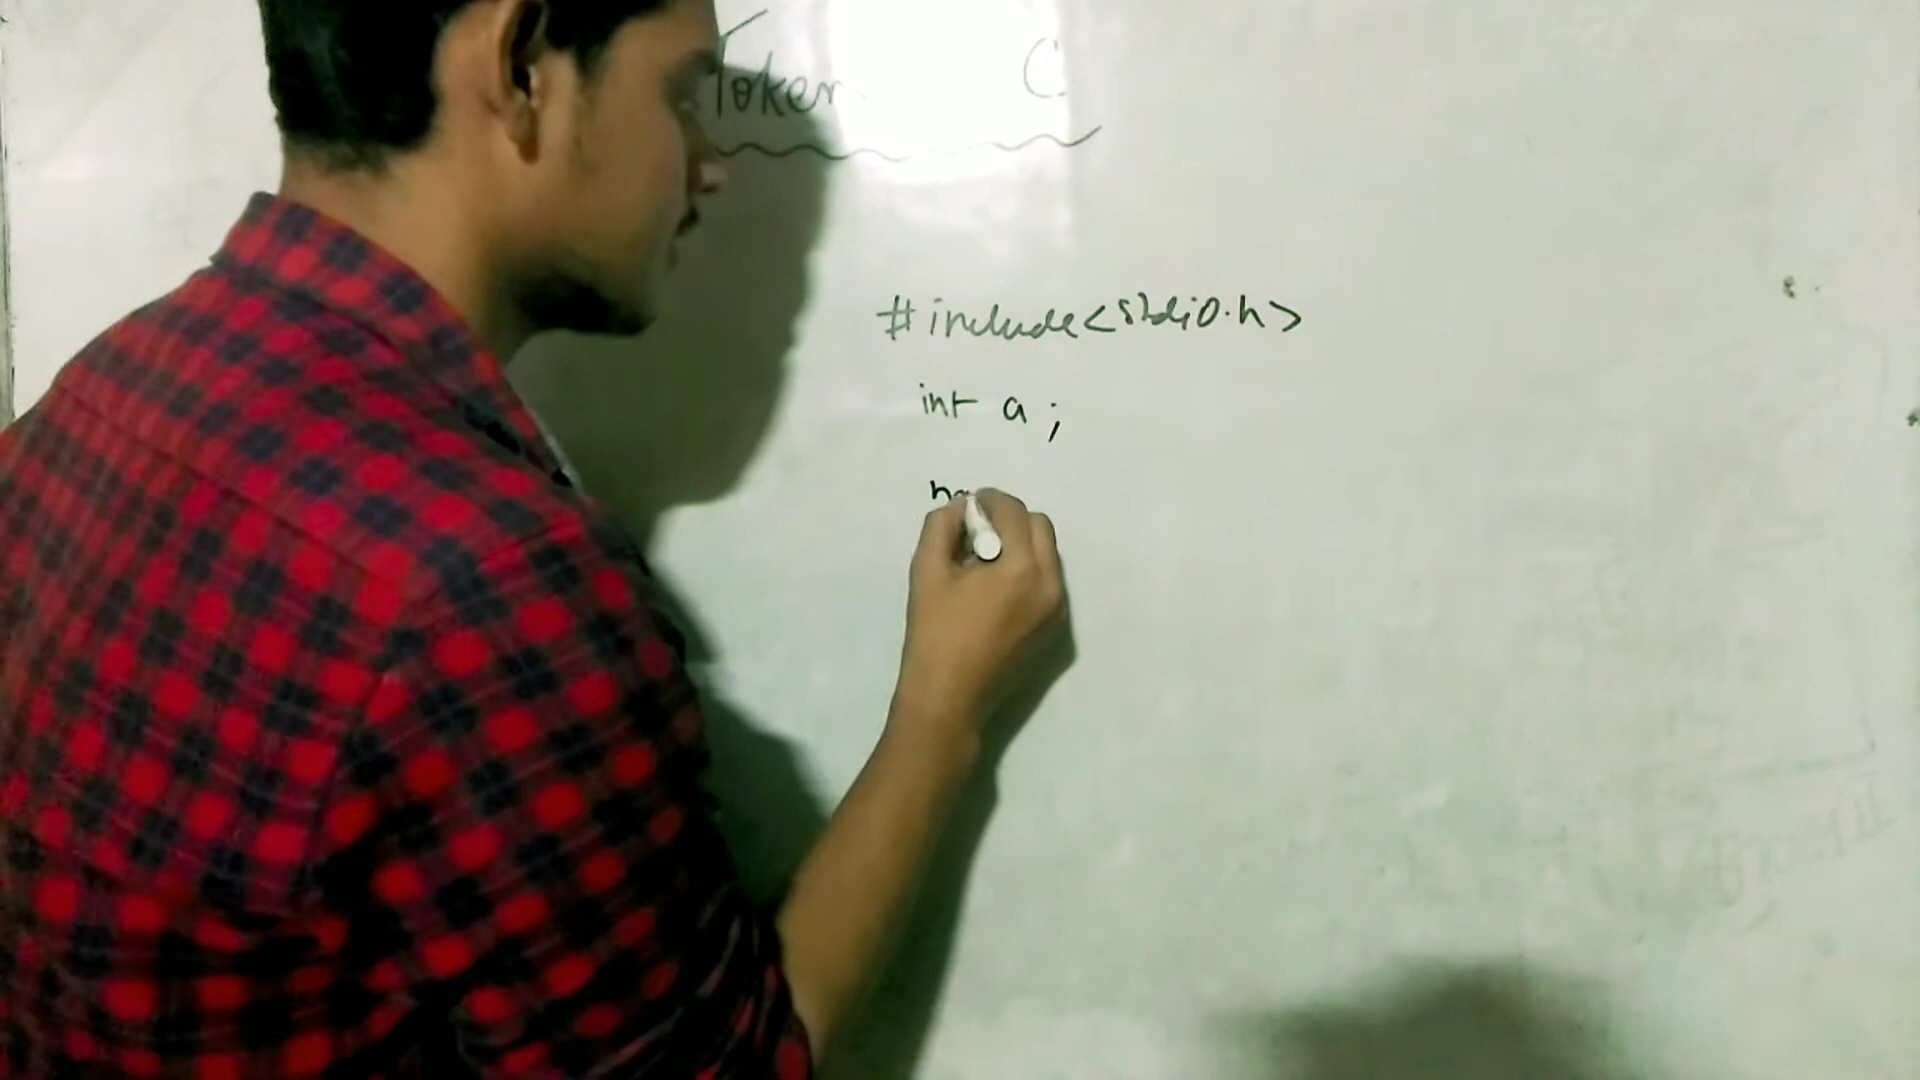 Token C
#include<stdio.h>
int a ;